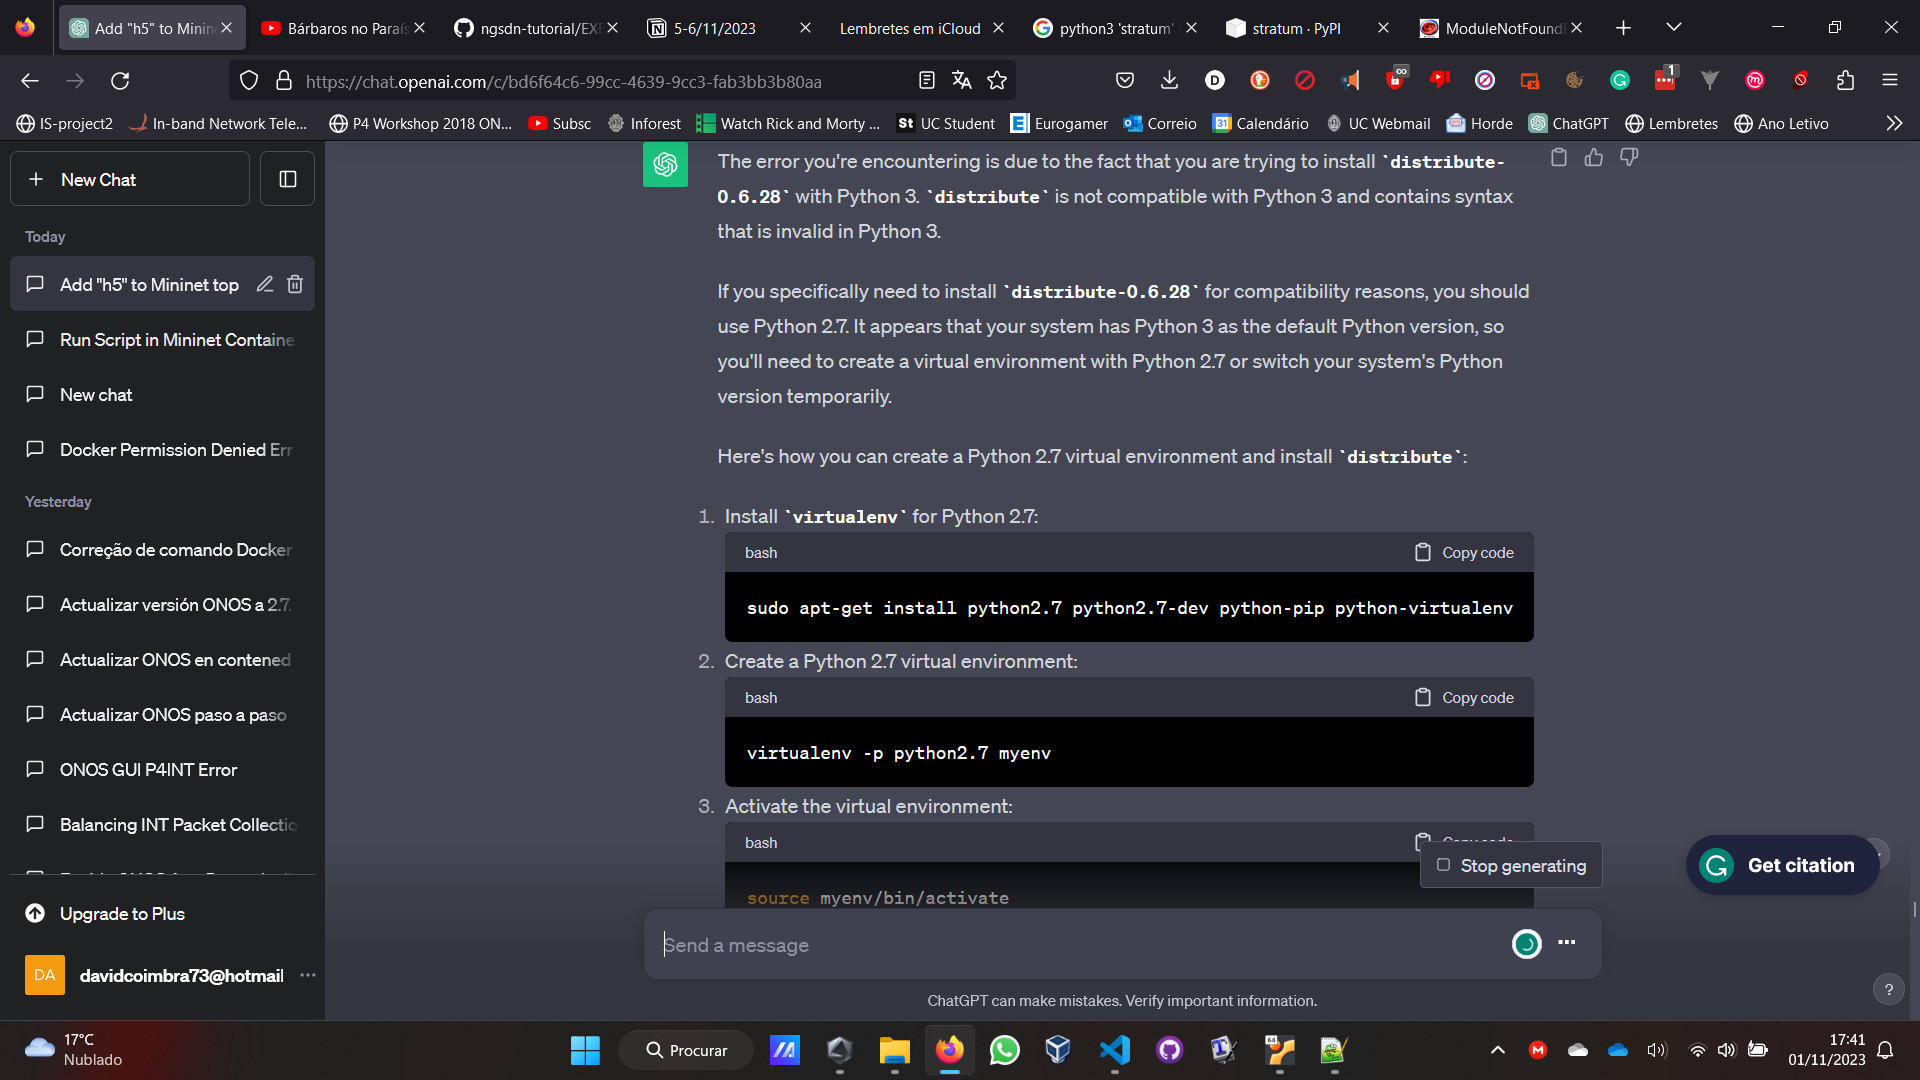 Add "h5" to Minin
Bárbaros no Paraís
ngsdn-tutorial/EXE
5-6/11/2023
Lembretes em iCloud
python3 'stratum'
stratum · PyPI
ModuleNotFound
https://chat.openai.com/c/bd6f64c6-99cc-4639-9cc3-fab3bb3b80aa
1
IS-project2
In-band Network Tele...
P4 Workshop 2018 ON...
Subsc
Inforest
Watch Rick and Morty ...
UC Student
Eurogamer
Correio
Calendário
UC Webmail
Horde
ChatGPT
Lembretes
Ano Letivo
New Chat
Today
Add "h5" to Mininet top
Run Script in Mininet Containe
New chat
Docker Permission Denied Err
Yesterday
Correção de comando Docker
Actualizar versión ONOS a 2.7.
Actualizar ONOS en contened
Actualizar ONOS paso a paso
ONOS GUI P4INT Error
Balancing INT Packet Collectio
Upgrade to Plus
DA
davidcoimbra73@hotmail
The error you're encountering is due to the fact that you are trying to install `distribute-
0.6.28` with Python 3. `distribute` is not compatible with Python 3 and contains syntax
that is invalid in Python 3.
If you specifically need to install `distribute-0.6.28` for compatibility reasons, you should
use Python 2.7. It appears that your system has Python 3 as the default Python version, so
you'll need to create a virtual environment with Python 2.7 or switch your system's Python
version temporarily.
Here's how you can create a Python 2.7 virtual environment and install `distribute`:
1. Install `virtualenv` for Python 2.7:
bash
Copy code
sudo apt-get install python2.7 python2.7-dev python-pip python-virtualenv
2. Create a Python 2.7 virtual environment:
bash
Copy code
virtualenv -p python2.7 myenv
3. Activate the virtual environment:
bash
Copy code
source myenv/bin/activate
Stop generating
Get citation
Send a message
ChatGPT can make mistakes. Verify important information.
?
17°C
Nublado
Procurar
17:41
01/11/2023